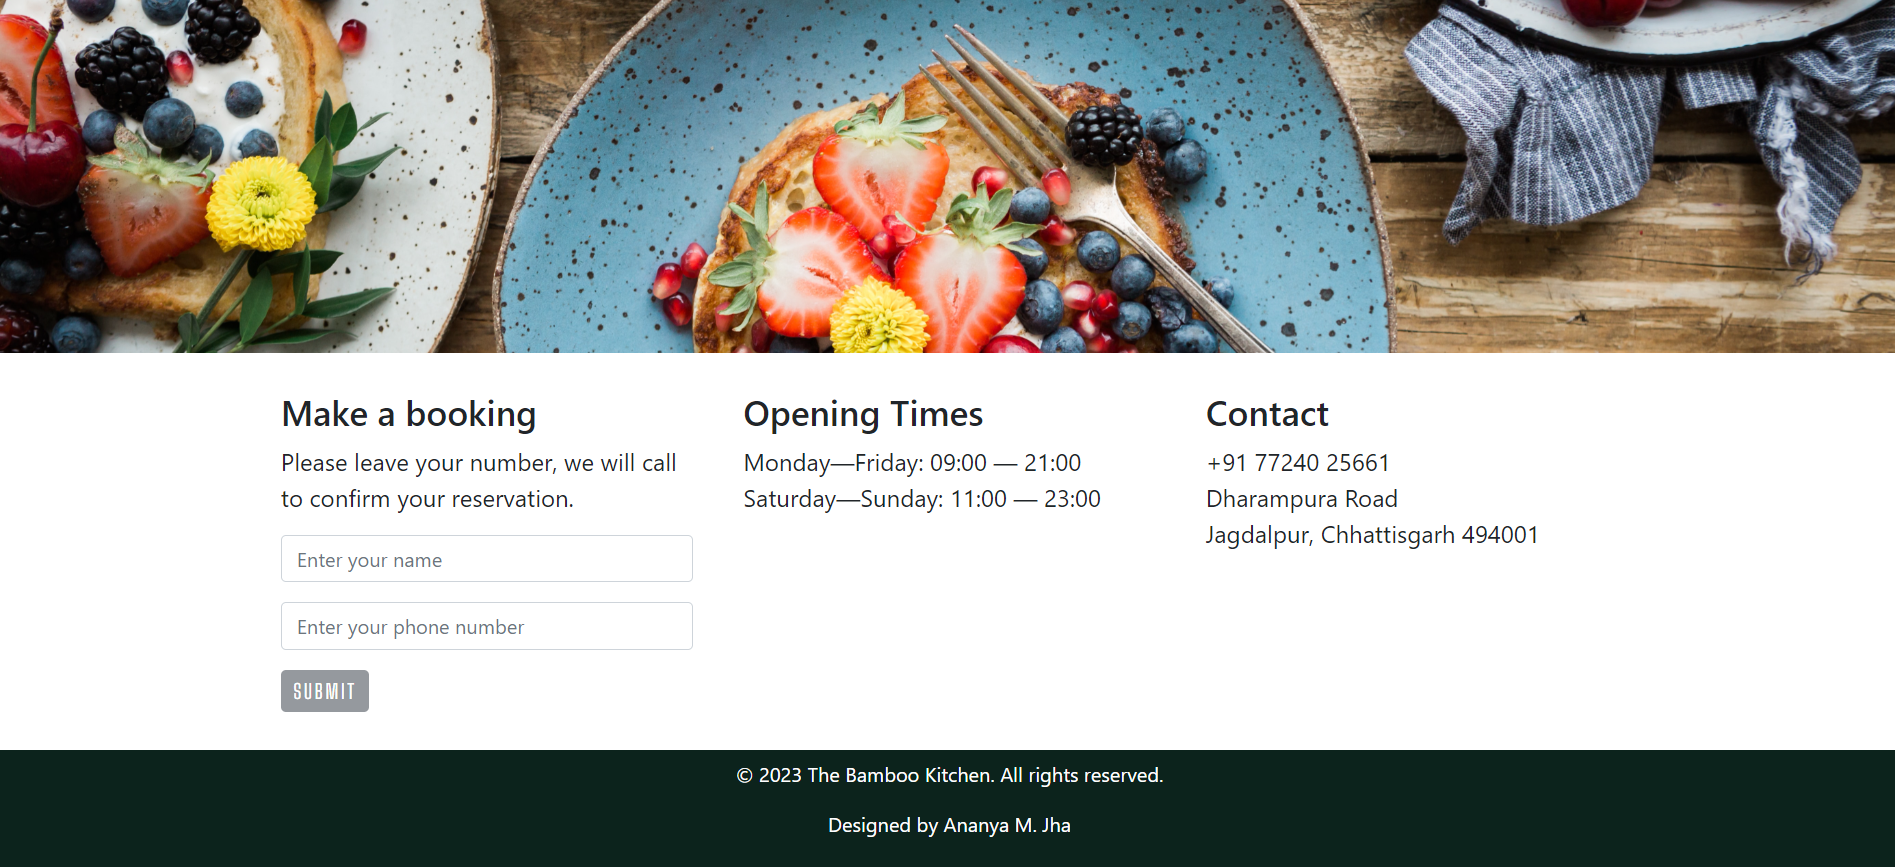 Make a booking
Please leave your number, we will call
to confirm your reservation.
Enter your name
Enter your phone number
SUBMIT
Opening Times
Monday—Friday: 09:00 — 21:00
Saturday—Sunday: 11:00 — 23:00
Contact
+91 77240 25661
Dharampura Road
Jagdalpur, Chhattisgarh 494001
© 2023 The Bamboo Kitchen. All rights reserved.
Designed by Ananya M. Jha